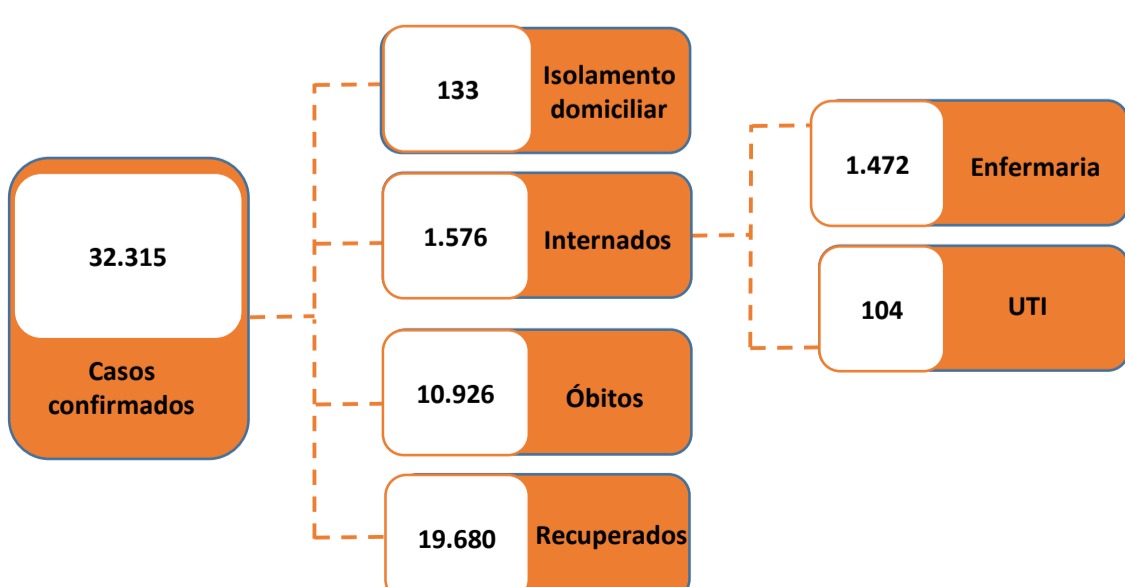 32.315
Casos
confirmados
133
Isolamento
domiciliar
1.576
Internados
10.926
Óbitos
19.680
Recuperados
1.472
Enfermaria
104
UTI